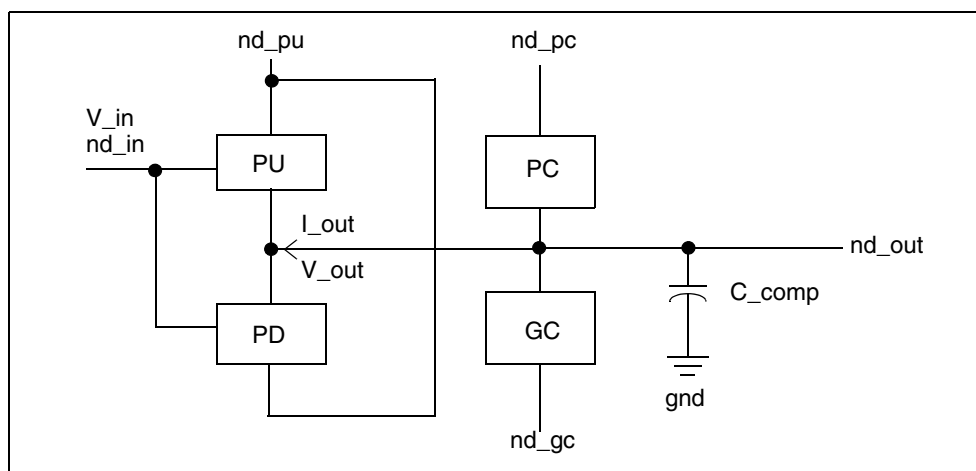 nd_pu
nd_pc
V_in
nd_in
PU
PC
I_out
V_out
nd_out
C_comp
PD
GC
gnd
nd_gc